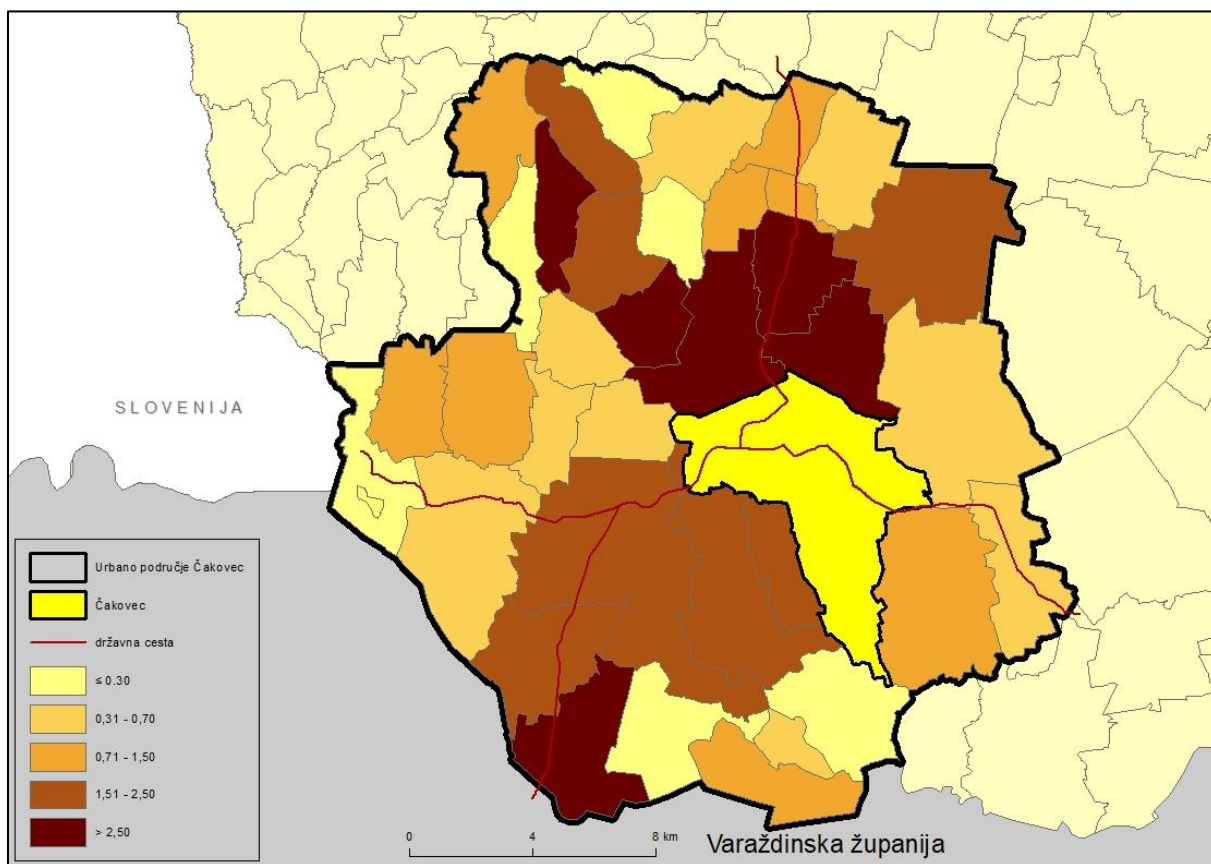 SLOVENIJA
Urbano područje Čakovec
Čakovec
državna cesta
≤ 0.30
0,31 - 0,70
0,71 - 1,50
1,51 - 2,50
> 2,50
0 4 8 km
Varaždinska županija